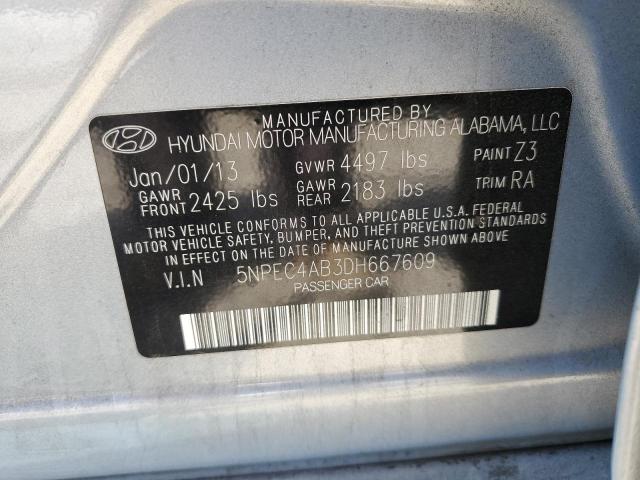 MANUFACTURED BY
HYUNDAI MOTOR MANUFACTURING ALABAMA, LLC
Jan/01/13 GVWR 4497 lbs PAINT Z3
GAWR FRONT 2425 lbs GAWR REAR 2183 lbs TRIM RA
THIS VEHICLE CONFORMS TO ALL APPLICABLE U.S.A. FEDERAL
MOTOR VEHICLE SAFETY, BUMPER, AND THEFT PREVENTION STANDARDS
IN EFFECT ON THE DATE OF MANUFACTURE SHOWN ABOVE
V.I.N 5NPEC4AB3DH667609
PASSENGER CAR